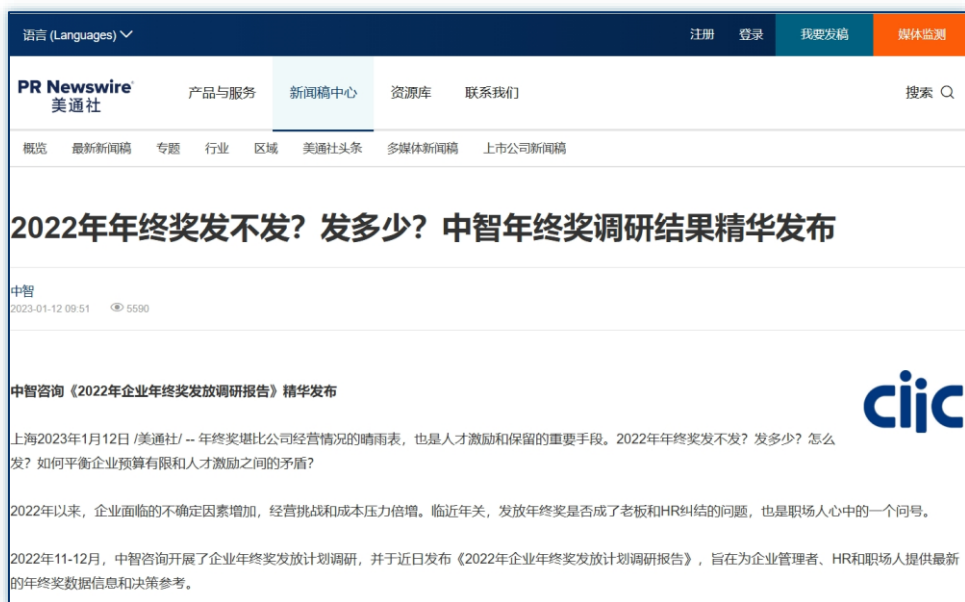 语言 (Languages)
注册 登录 我要发稿 媒体监测
PR Newswire
美通社
产品与服务 新闻稿中心 资源库 联系我们
搜索
概览 最新新闻稿 专题 行业 区域 美通社头条 多媒体新闻稿 上市公司新闻稿
2022年年终奖发不发？发多少？中智年终奖调研结果精华发布
中智
2023-01-12 09:51 5590
中智咨询《2022年企业年终奖发放调研报告》精华发布
ciic
上海2023年1月12日 /美通社/ -- 年终奖堪比公司经营情况的晴雨表，也是人才激励和保留的重要手段。2022年年终奖发不发？发多少？怎么
发？如何平衡企业预算有限和人才激励之间的矛盾？
2022年以来，企业面临的不确定因素增加，经营挑战和成本压力倍增。临近年关，发放年终奖是否成了老板和HR纠结的问题，也是职场人心中的一个问号。
2022年11-12月，中智咨询开展了企业年终奖发放计划调研，并于近日发布《2022年企业年终奖发放计划调研报告》，旨在为企业管理者、HR和职场人提供最新
的年终奖数据信息和决策参考。